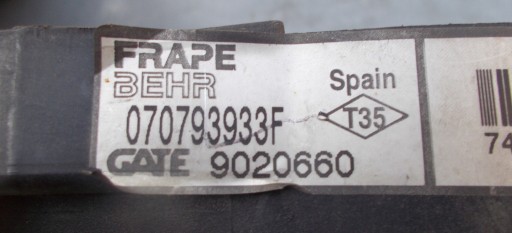 FRAPE
BEHR
Spain
070793933F
T35
GATE 9020660
74